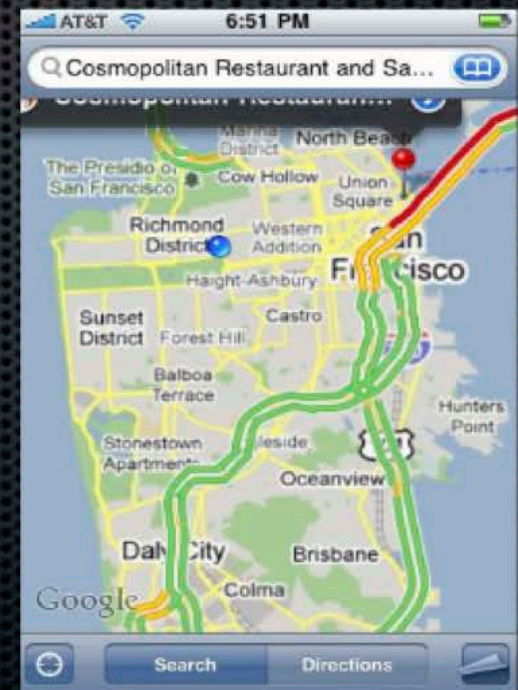 AT&T 6:51 PM
Cosmopolitan Restaurant and Sa...
Cosmopolitan Restauran...
Marina District
North Beach
The Presidio of San Francisco
Cow Hollow
Union Square
Richmond District
Western Addition
San Francisco
Haight-Ashbury
Sunset District
Forest Hill
Castro
Balboa Terrace
Hunters Point
Stonestown Apartments
Oceanview
Daly City
Brisbane
Colma
Google
Search
Directions